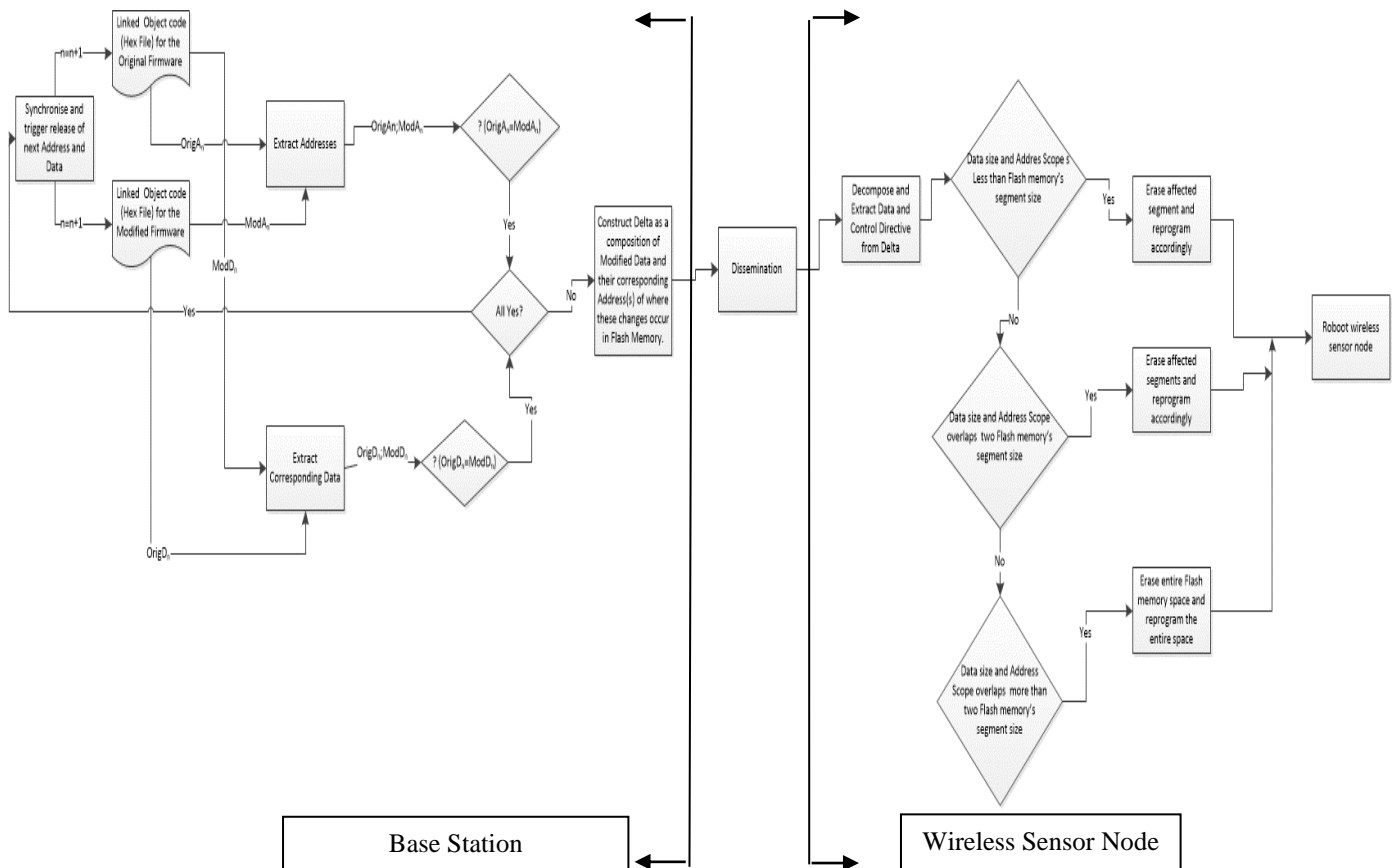 Linked Object code
(Hex File) for the
Original Firmware
n=n+1
Synchronise and
trigger release of
next Address and
Data
n=n+1
Linked Object code
(Hex File) for the
Modified Firmware
OrigAₙ
ModAₙ
ModDₙ
OrigDₙ
Extract Addresses
OrigAn;ModAₙ
? (OrigAₙ=ModAₙ)
Yes
All Yes?
Yes
No
Extract
Corresponding Data
OrigDₙ;ModDₙ
? (OrigDₙ=ModDₙ)
Yes
Construct Delta as a
composition of
Modified Data and
their corresponding
Address(s) of where
these changes occur
in Flash Memory.
Dissemination
Decompose and
Extract Data and
Control Directive
from Delta
Data size and Addres Scope s
Less than Flash memory's
segment size
Yes
Erase affected
segment and
reprogram
accordingly
No
Data size and Address Scope
overlaps two Flash memory's
segment size
Yes
Erase affected
segments and
reprogram
accordingly
No
Data size and Address
Scope overlaps more than
two Flash memory's
segment size
Yes
Erase entire Flash
memory space and
reprogram the
entire space
Roboot wireless
sensor node
Base Station
Wireless Sensor Node